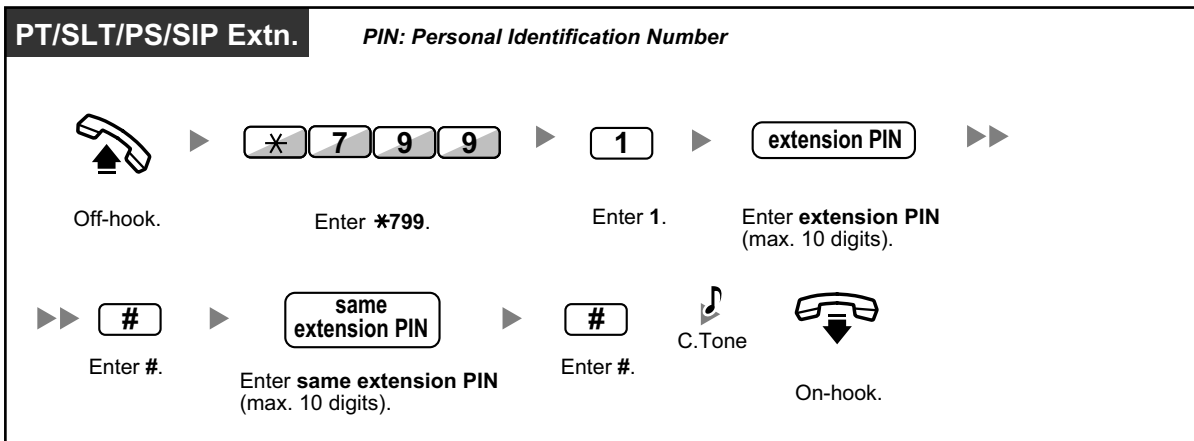 PT/SLT/PS/SIP Extn.
PIN: Personal Identification Number
* 7 9 9
1
extension PIN
Off-hook.
Enter *799.
Enter 1.
Enter extension PIN
(max. 10 digits).
#
same
extension PIN
#
C.Tone
Enter #.
Enter same extension PIN
(max. 10 digits).
Enter #.
On-hook.